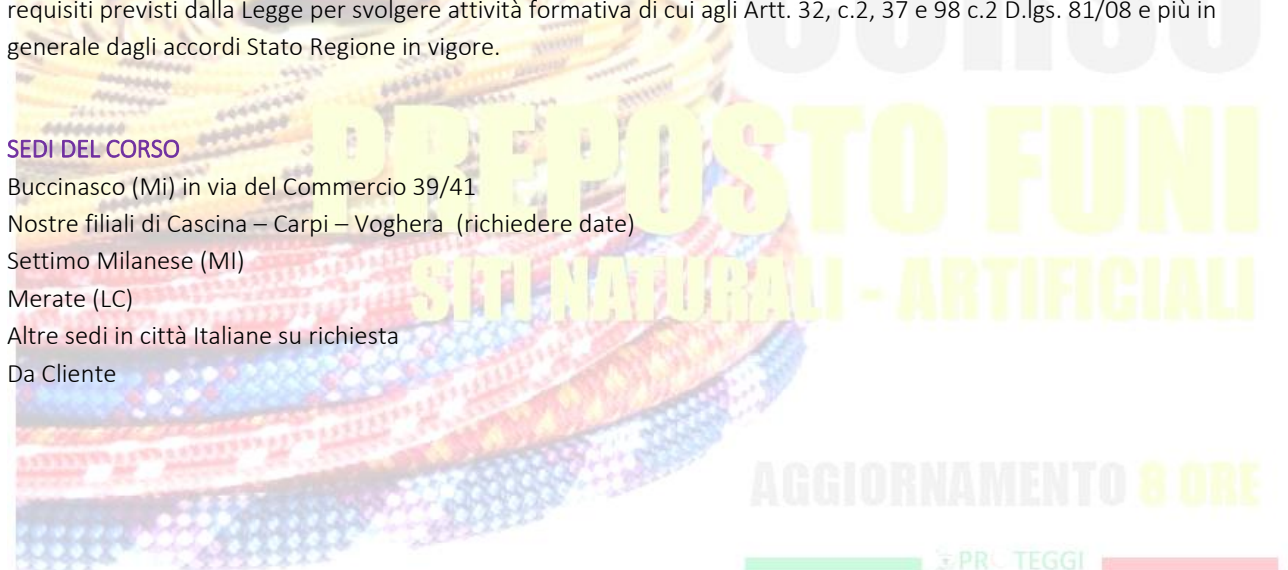 requisiti previsti dalla Legge per svolgere attività formativa di cui agli Artt. 32, c.2, 37 e 98 c.2 D.lgs. 81/08 e più in
generale dagli accordi Stato Regione in vigore.
CORSO
PREPOSTO FUNI
SEDI DEL CORSO
Buccinasco (Mi) in via del Commercio 39/41
Nostre filiali di Cascina – Carpi – Voghera (richiedere date)
Settimo Milanese (MI)
SITI NATURALI - ARTIFICIALI
Merate (LC)
Altre sedi in città Italiane su richiesta
Da Cliente
AGGIORNAMENTO 8 ORE
PR TEGGI